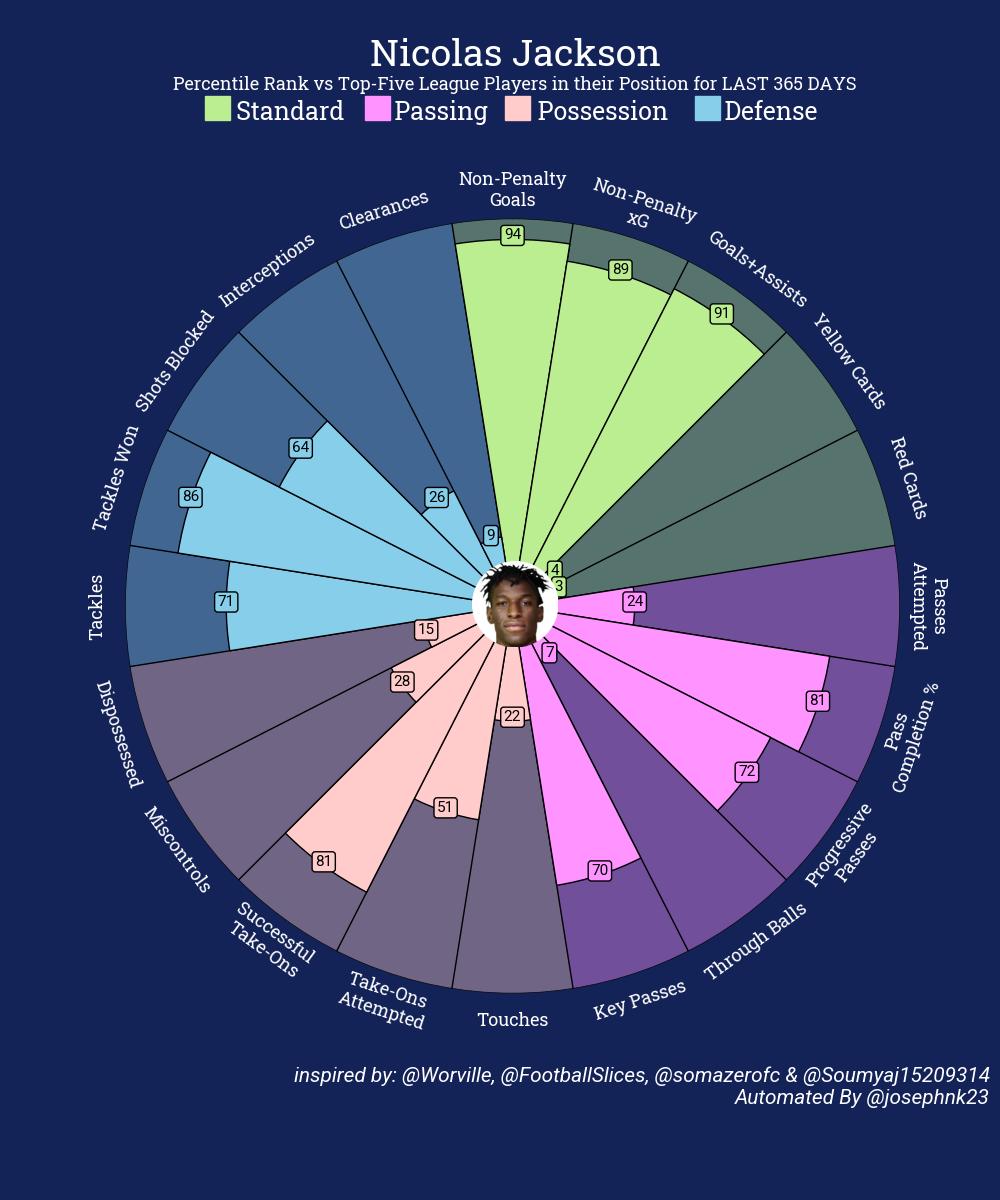 Nicolas Jackson
Percentile Rank vs Top-Five League Players in their Position for LAST 365 DAYS
Standard Passing Possession Defense
Non-Penalty
Goals
94
Non-Penalty
xG
89
Goals+Assists
91
Yellow Cards
4
Red Cards
3
Passes
Attempted
24
Pass
Completion %
81
Progressive
Passes
72
Through Balls
7
Key Passes
70
Touches
22
Take-Ons
Attempted
51
Successful
Take-Ons
81
Miscontrols
28
Dispossessed
15
Tackles
71
Tackles Won
86
Shots Blocked
64
Interceptions
26
Clearances
9
inspired by: @Worville, @FootballSlices, @somazerofc & @Soumyaj15209314
Automated By @josephnk23